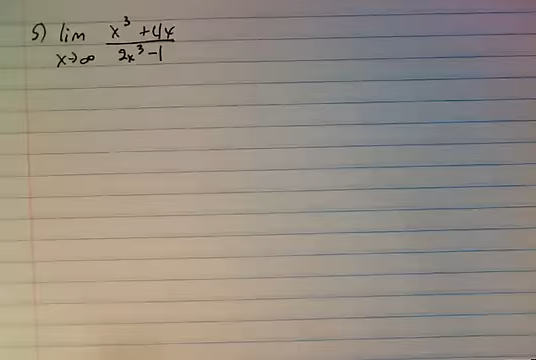 5) lim x³ + 4x
x→∞ 2x³ - 1